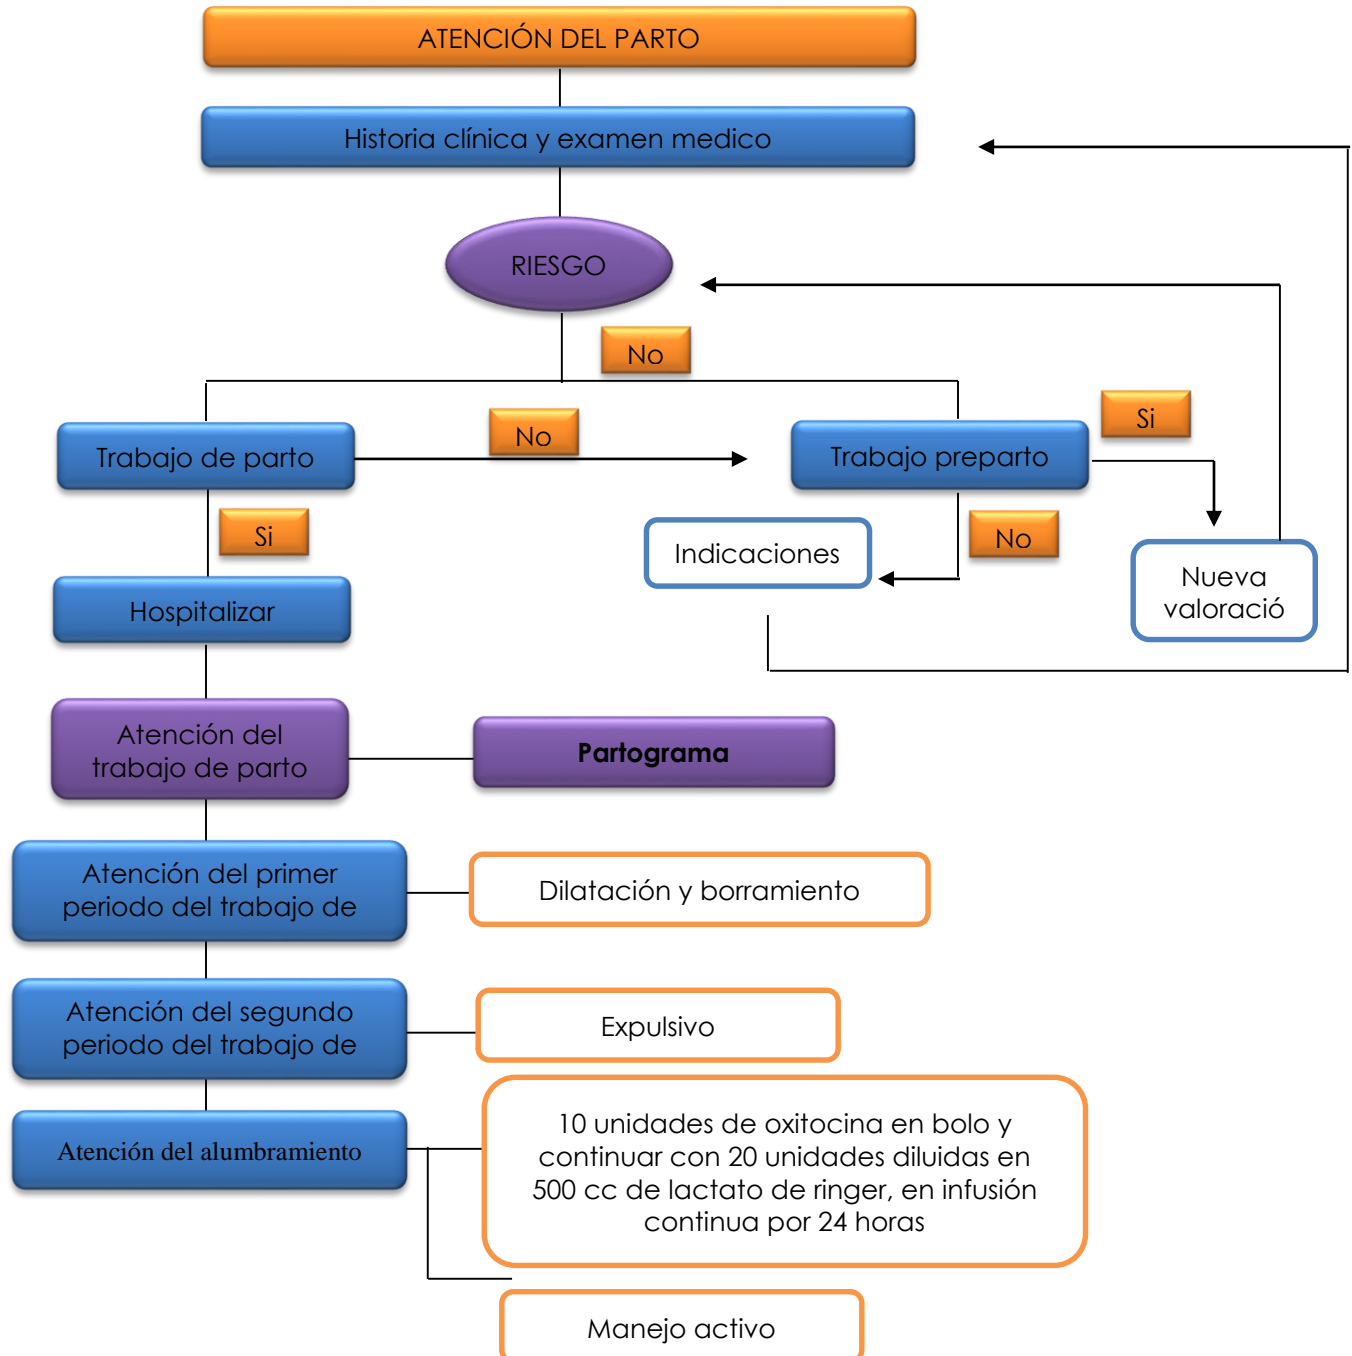 ATENCIÓN DEL PARTO
Historia clínica y examen medico
RIESGO
No
Trabajo de parto
No
Trabajo preparto
Si
Si
Indicaciones
No
Nueva
valoració
Hospitalizar
Atención del
trabajo de parto
Partograma
Atención del primer
periodo del trabajo de
Dilatación y borramiento
Atención del segundo
periodo del trabajo de
Expulsivo
Atención del alumbramiento
10 unidades de oxitocina en bolo y
continuar con 20 unidades diluidas en
500 cc de lactato de ringer, en infusión
continua por 24 horas
Manejo activo